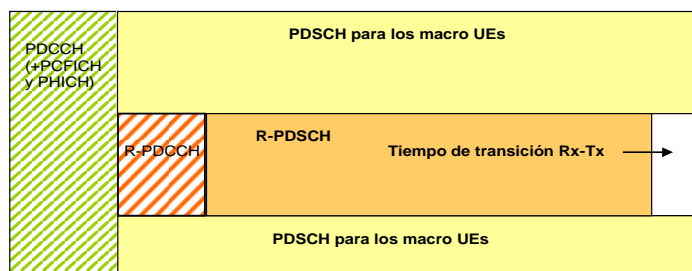 PDSCH para los macro UEs
PDCCH
(+PCFICH
y PHICH)
R-PDCCH
R-PDSCH
Tiempo de transición Rx-Tx
PDSCH para los macro UEs